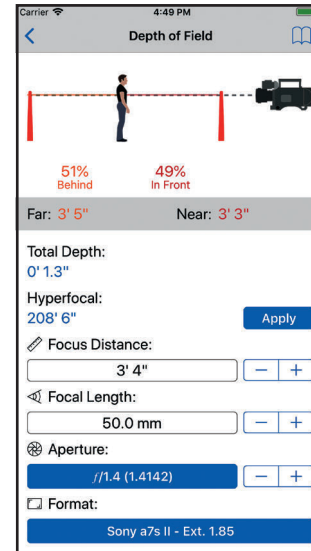 Carrier 4:49 PM
Depth of Field
51% 49%
Behind In Front
Far: 3' 5" Near: 3' 3"
Total Depth:
0' 1.3"
Hyperfocal:
208' 6" Apply
Focus Distance:
3' 4" − +
Focal Length:
50.0 mm − +
Aperture:
ƒ/1.4 (1.4142) − +
Format:
Sony a7s II - Ext. 1.85